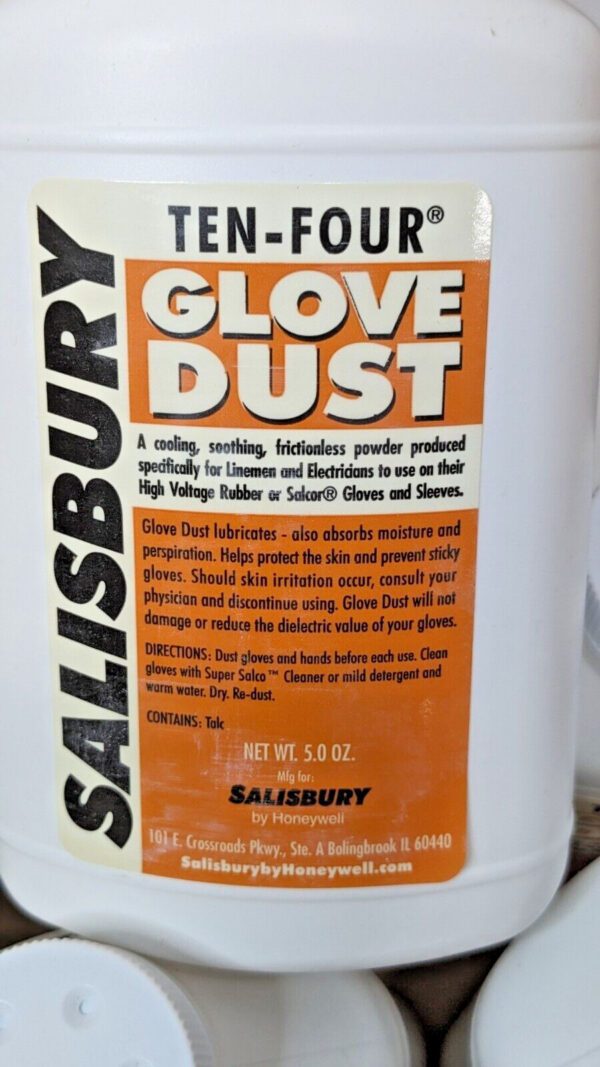 SALISBURY
TEN-FOUR®
GLOVE
DUST
A cooling, soothing, frictionless powder produced
specifically for Linemen and Electricians to use on their
High Voltage Rubber or Salcor® Gloves and Sleeves.
Glove Dust lubricates - also absorbs moisture and
perspiration. Helps protect the skin and prevent sticky
gloves. Should skin irritation occur, consult your
physician and discontinue using. Glove Dust will not
damage or reduce the dielectric value of your gloves.
DIRECTIONS: Dust gloves and hands before each use. Clean
gloves with Super Salco™ Cleaner or mild detergent and
warm water. Dry. Re-dust.
CONTAINS: Talc
NET WT. 5.0 OZ.
Mfg for:
SALISBURY
by Honeywell
101 E. Crossroads Pkwy., Ste. A Bolingbrook IL 60440
SalisburybyHoneywell.com